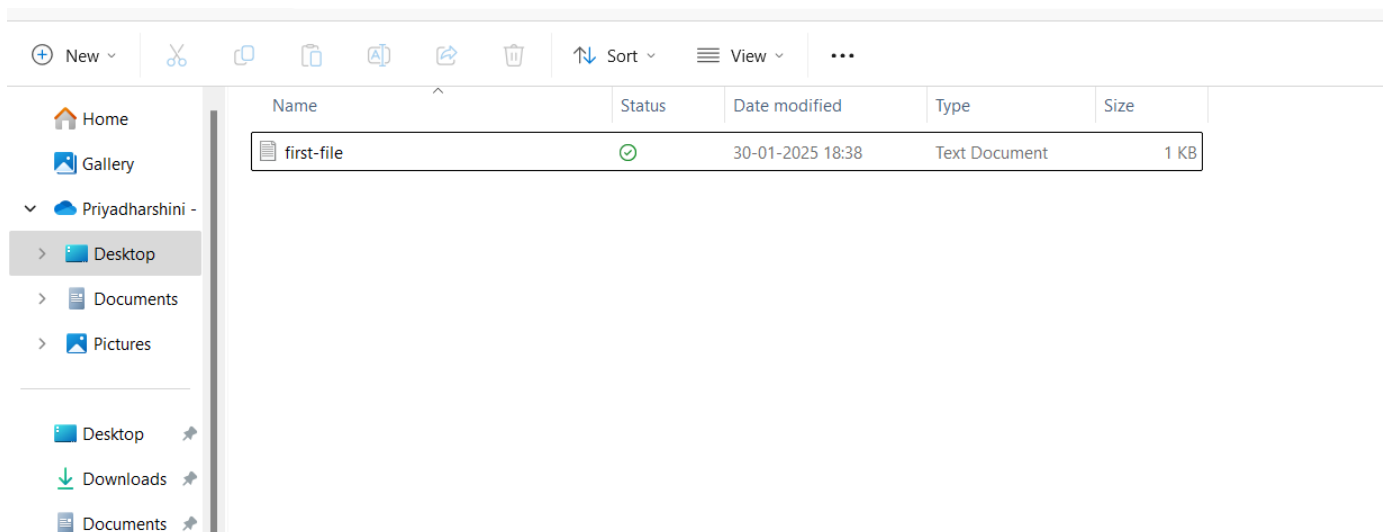 New
Sort
View
Home
Gallery
Priyadharshini -
Desktop
Documents
Pictures
Desktop
Downloads
Documents
Name Status Date modified Type Size
first-file 30-01-2025 18:38 Text Document 1 KB